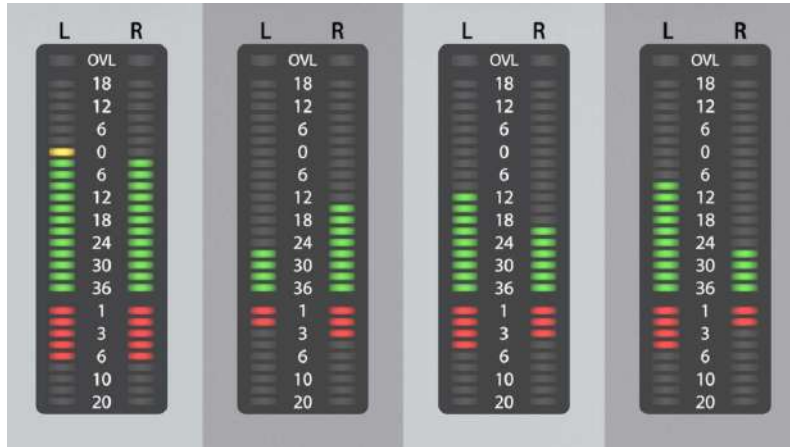 L R L R L R L R
OVL OVL OVL OVL
18 18 18 18
12 12 12 12
6 6 6 6
0 0 0 0
6 6 6 6
12 12 12 12
18 18 18 18
24 24 24 24
30 30 30 30
36 36 36 36
1 1 1 1
3 3 3 3
6 6 6 6
10 10 10 10
20 20 20 20